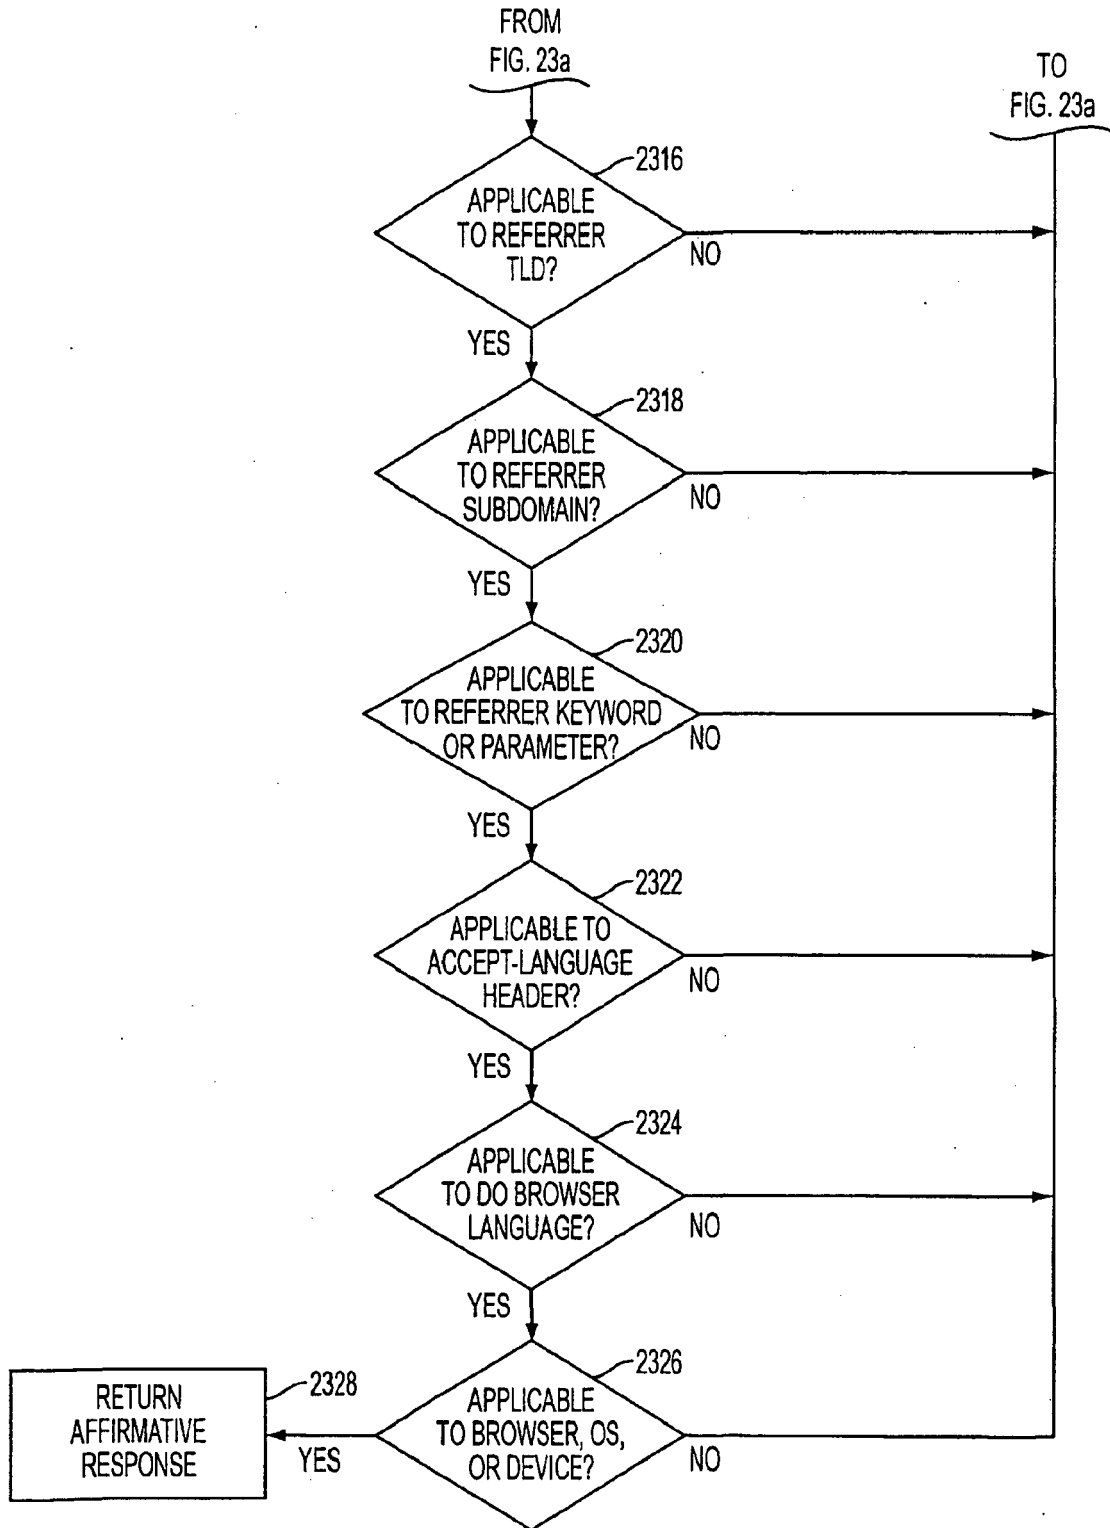 FROM
FIG. 23a
TO
FIG. 23a
2316
APPLICABLE
TO REFERRER
TLD?
NO
YES
2318
APPLICABLE
TO REFERRER
SUBDOMAIN?
NO
YES
2320
APPLICABLE
TO REFERRER KEYWORD
OR PARAMETER?
NO
YES
2322
APPLICABLE TO
ACCEPT-LANGUAGE
HEADER?
NO
YES
2324
APPLICABLE
TO DO BROWSER
LANGUAGE?
NO
YES
2326
APPLICABLE
TO BROWSER, OS,
OR DEVICE?
NO
YES
2328
RETURN
AFFIRMATIVE
RESPONSE